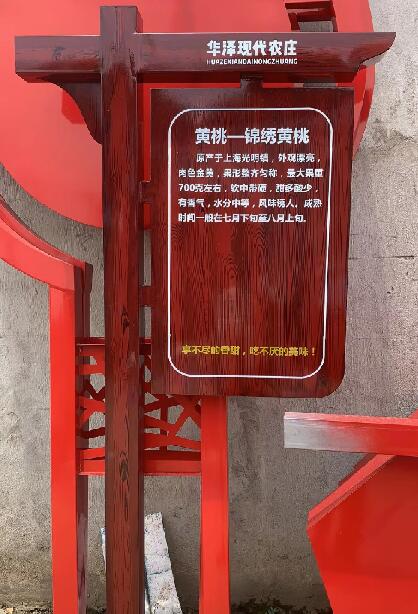 华泽现代农庄
HUAZEXIANDAINONGZHUANG
黄桃—锦绣黄桃
原产于上海光明镇，外观漂亮，
肉色金黄，果形整齐匀称，最大果重
700克左右，软中带硬，甜多酸少，
有香气，水分中等，风味诱人。成熟
时间一般在七月下旬至八月上旬。
享不尽的香甜，吃不厌的美味！